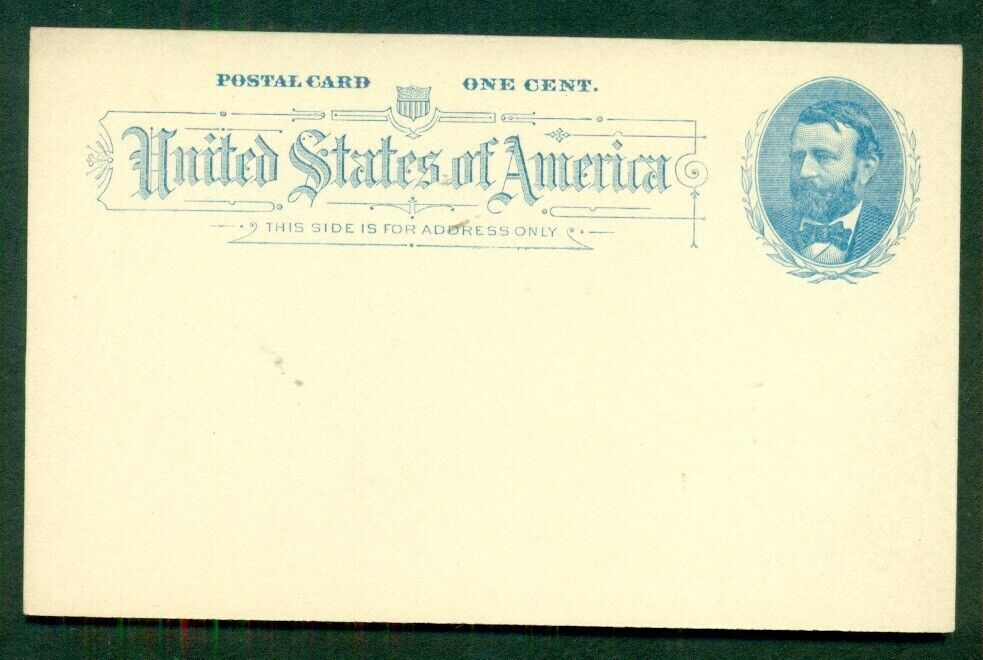 POSTAL CARD ONE CENT.
United States of America
THIS SIDE IS FOR ADDRESS ONLY